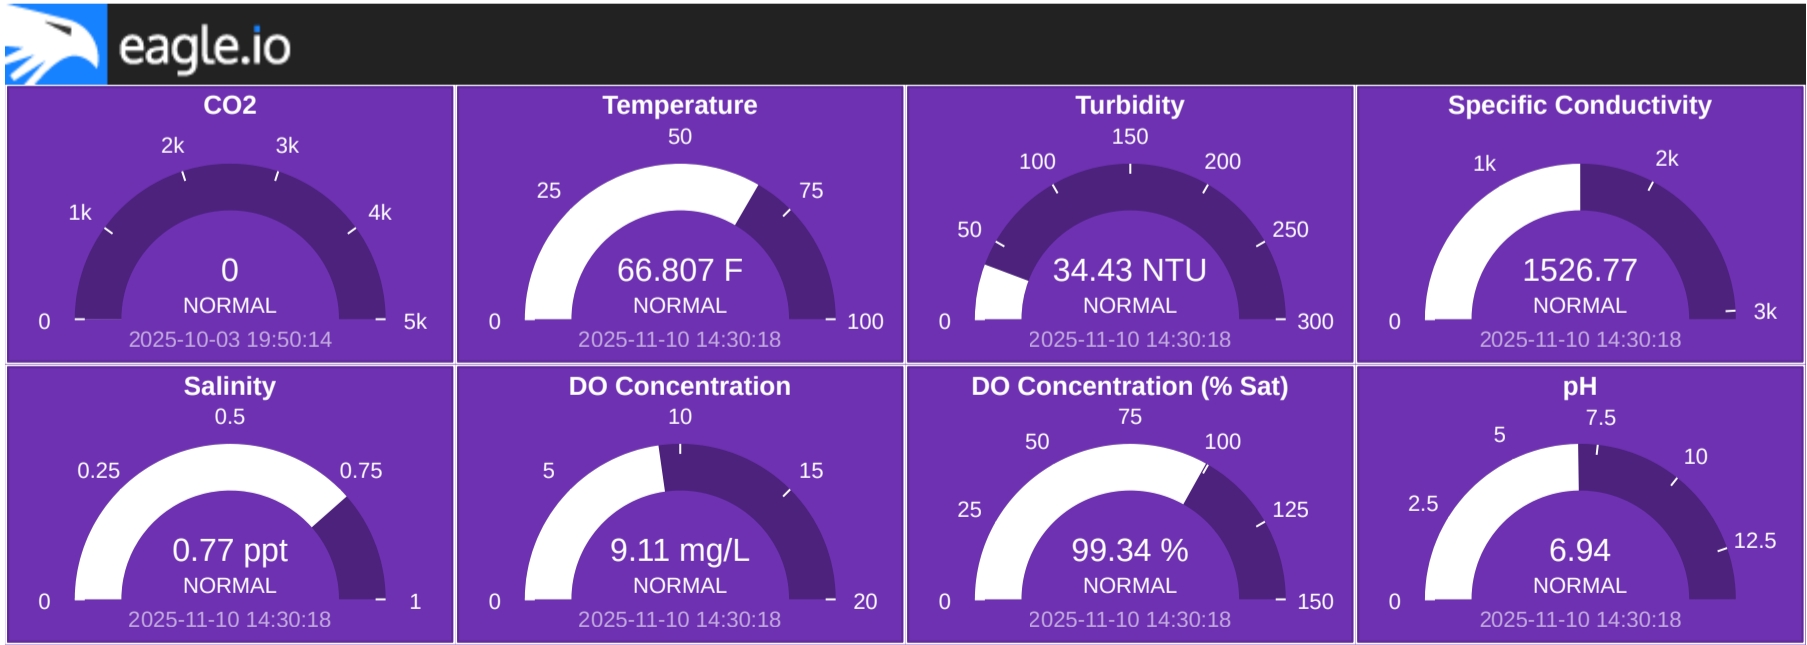 eagle.io
CO2
2k
3k
1k
4k
0
0
5k
NORMAL
2025-10-03 19:50:14
Temperature
50
25
75
66.807 F
0
100
NORMAL
2025-11-10 14:30:18
Turbidity
150
100
200
50
250
34.43 NTU
0
300
NORMAL
2025-11-10 14:30:18
Specific Conductivity
1k
2k
1526.77
0
3k
NORMAL
2025-11-10 14:30:18
Salinity
0.5
0.25
0.75
0.77 ppt
0
1
NORMAL
2025-11-10 14:30:18
DO Concentration
10
5
15
9.11 mg/L
0
20
NORMAL
2025-11-10 14:30:18
DO Concentration (% Sat)
75
50
100
25
125
99.34 %
0
150
NORMAL
2025-11-10 14:30:18
pH
7.5
5
10
2.5
12.5
6.94
0
NORMAL
2025-11-10 14:30:18